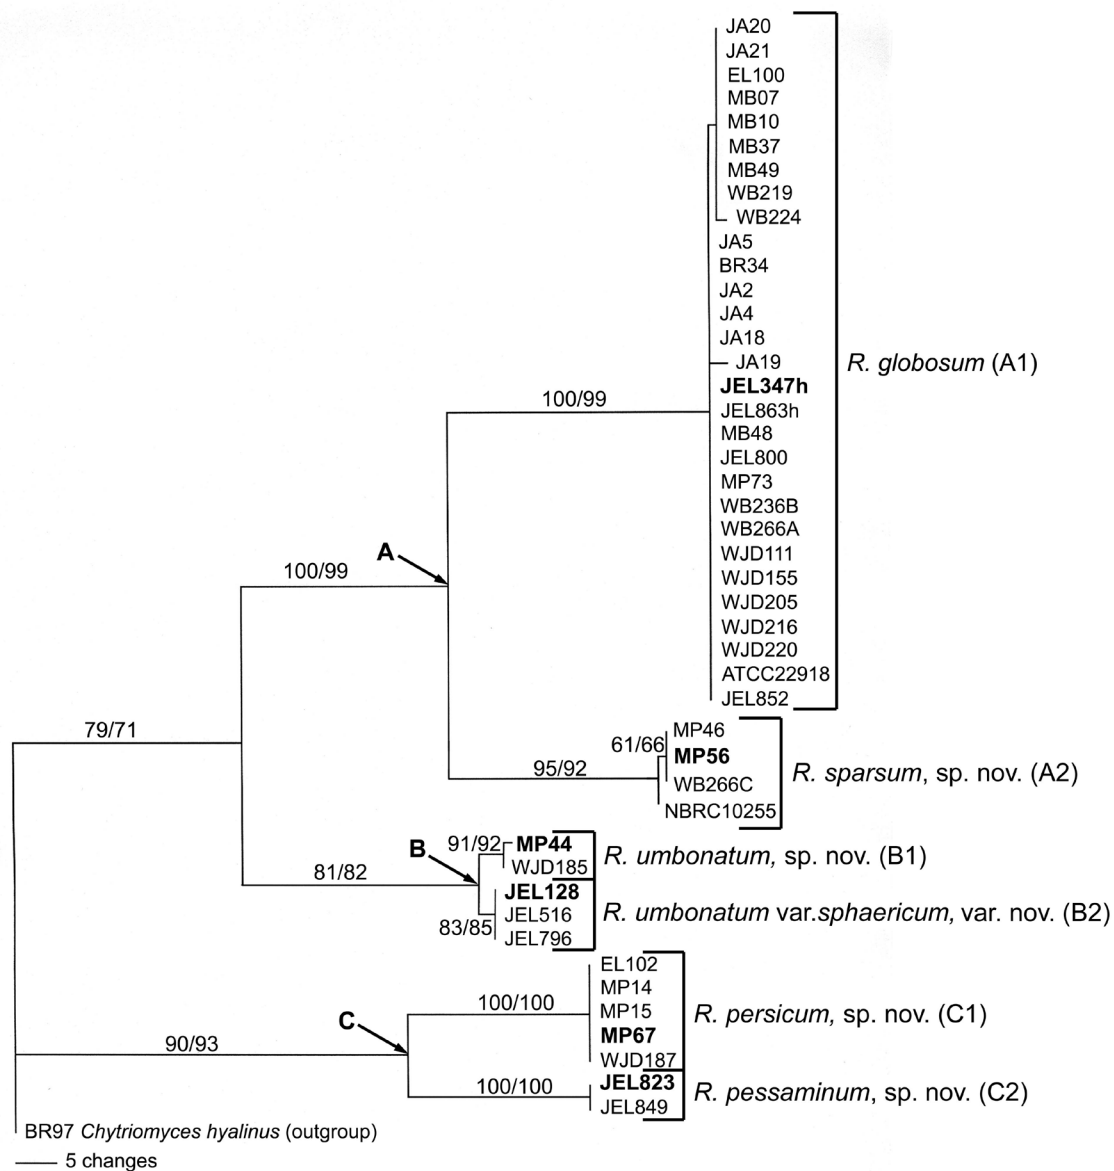 JA20
JA21
EL100
MB07
MB10
MB37
MB49
WB219
WB224
JA5
BR34
JA2
JA4
JA18
JA19
R. globosum (A1)
JEL347h
100/99
JEL863h
MB48
JEL800
MP73
WB236B
WB266A
A
WJD111
100/99
WJD155
WJD205
WJD216
WJD220
ATCC22918
JEL852
79/71
MP46
61/66
MP56
95/92
R. sparsum, sp. nov. (A2)
WB266C
NBRC10255
91/92
MP44
B
R. umbonatum, sp. nov. (B1)
WJD185
81/82
JEL128
JEL516
R. umbonatum var.sphaericum, var. nov. (B2)
83/85
JEL796
EL102
MP14
100/100
MP15
R. persicum, sp. nov. (C1)
C
MP67
90/93
WJD187
JEL823
100/100
R. pessaminum, sp. nov. (C2)
JEL849
BR97 Chytriomyces hyalinus (outgroup)
5 changes